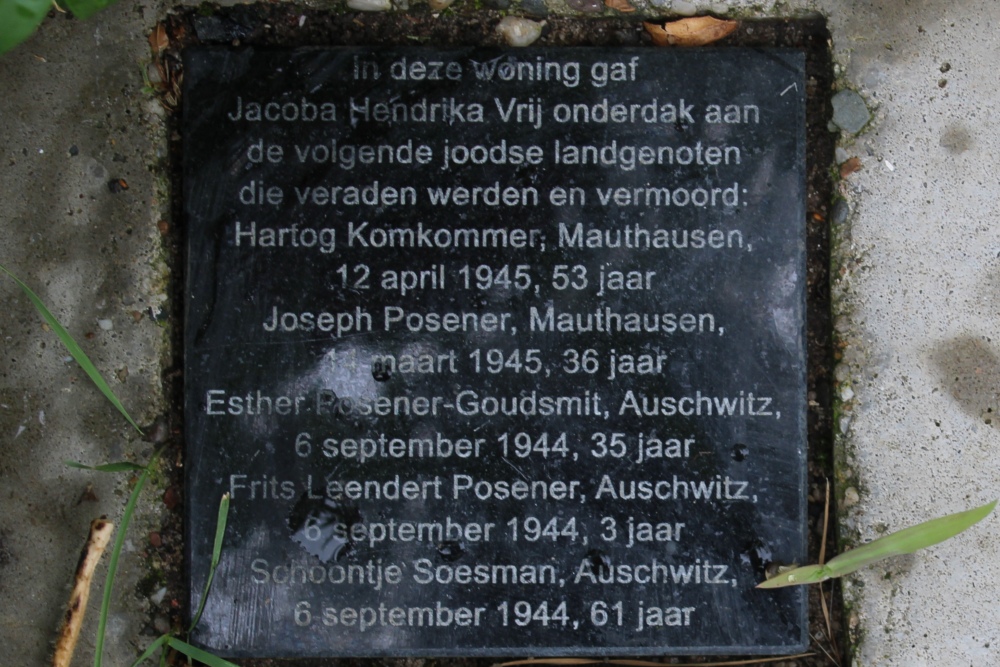 In deze woning gaf
Jacoba Hendrika Vrij onderdak aan
de volgende joodse landgenoten
die veraden werden en vermoord:
Hartog Komkommer, Mauthausen,
12 april 1945, 53 jaar
Joseph Posener, Mauthausen,
11 maart 1945, 36 jaar
Esther Posener-Goudsmit, Auschwitz,
6 september 1944, 35 jaar
Frits Leendert Posener, Auschwitz,
6 september 1944, 3 jaar
Schoontje Soesman, Auschwitz,
6 september 1944, 61 jaar